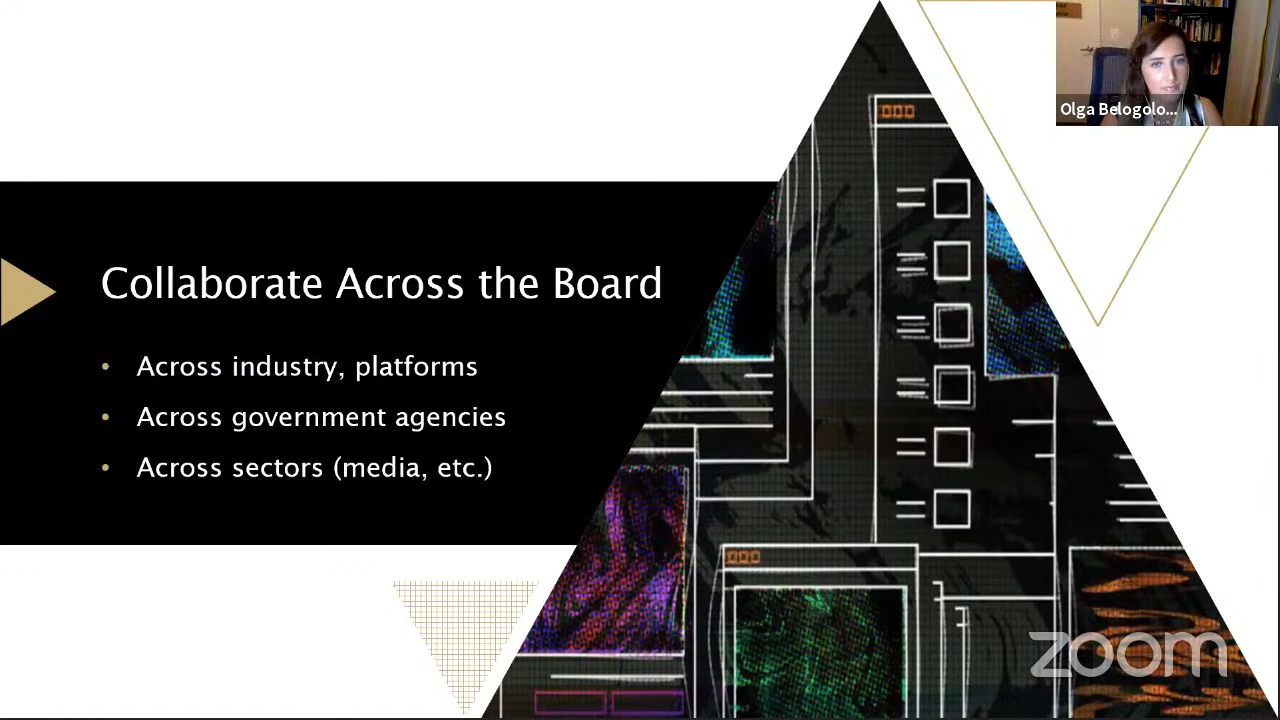 Olga Belogolo...
Collaborate Across the Board
• Across industry, platforms
• Across government agencies
• Across sectors (media, etc.)
zoom